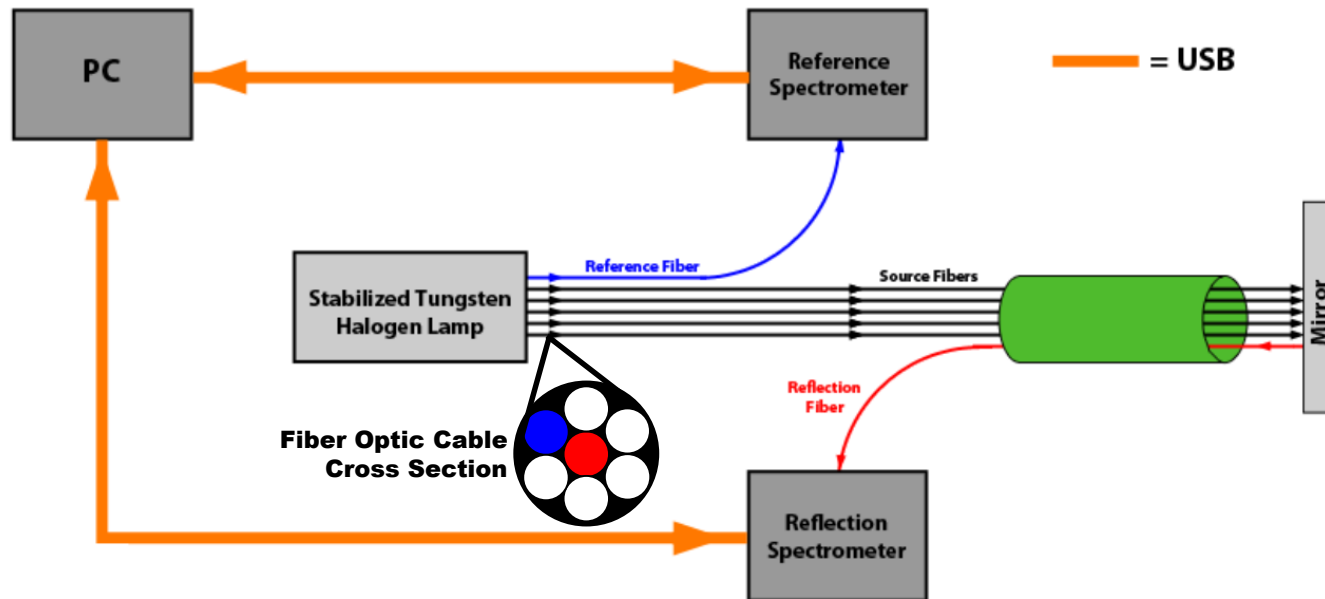 PC
Reference
Spectrometer
= USB
Reference Fiber
Source Fibers
Stabilized Tungsten
Halogen Lamp
Mirror
Reflection
Fiber
Fiber Optic Cable
Cross Section
Reflection
Spectrometer